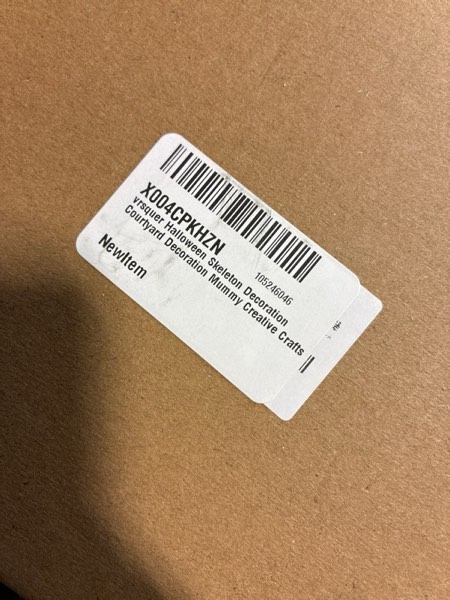 X004CPKHZN
105246046
vrsquer Halloween Skeleton Decoration
Courtyard Decoration Mummy Creative Crafts
NewItem